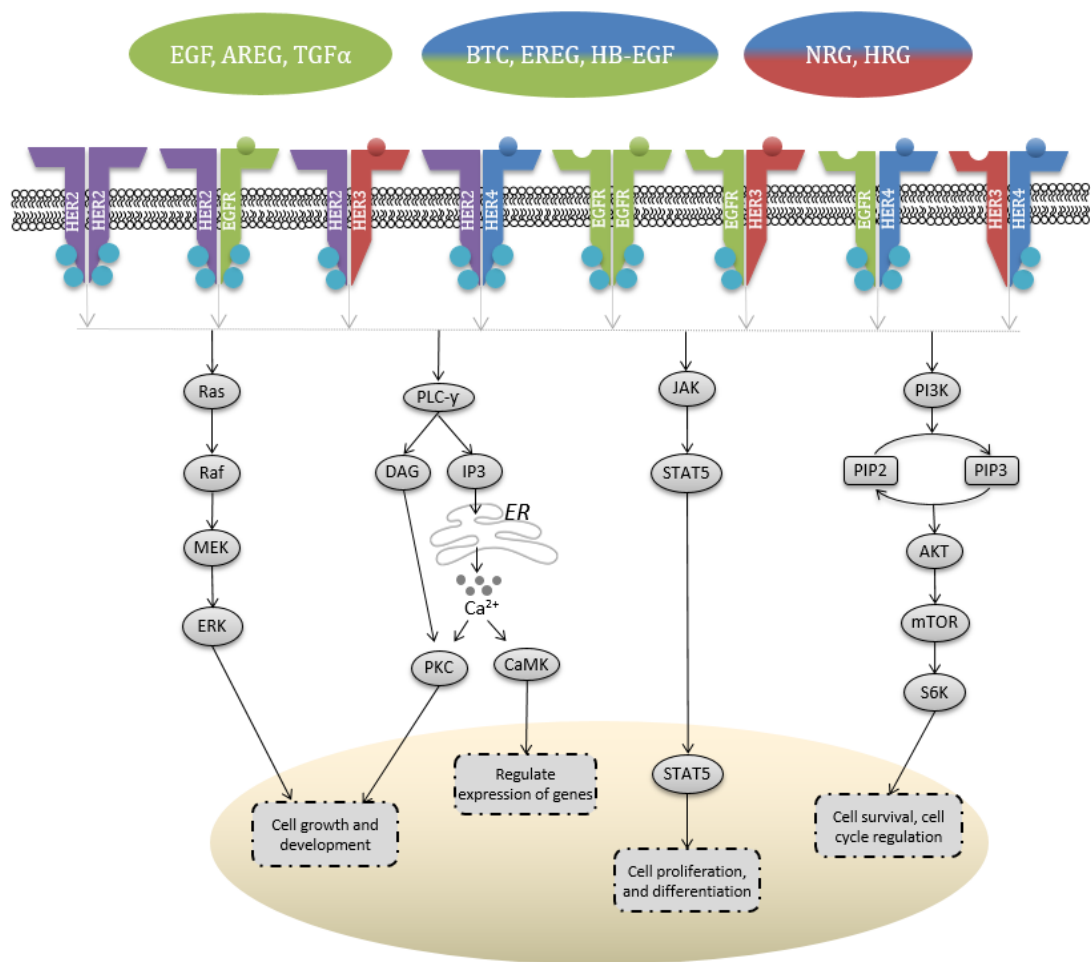 EGF, AREG, TGFα
BTC, EREG, HB-EGF
NRG, HRG
HER2
HER2
HER2
EGFR
HER2
HER3
HER2
HER4
EGFR
EGFR
EGFR
HER3
EGFR
HER4
HER3
HER4
Ras
Raf
MEK
ERK
PLC-y
DAG
IP3
ER
Ca²⁺
PKC
CaMK
JAK
STAT5
PI3K
PIP2
PIP3
AKT
mTOR
S6K
Cell growth and
development
Regulate
expression of genes
STAT5
Cell proliferation,
and differentiation
Cell survival, cell
cycle regulation